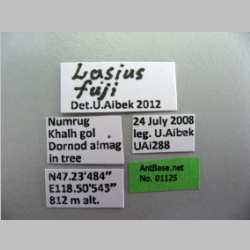 Lasius
fuji
Det.U.Aibek 2012
Numrug
Khalh gol
Dornod aimag
in tree
24 July 2008
leg. U.Aibek
UAi288
N47.23'484"
E118.50'543"
812 m alt.
AntBase.net
No. 01125